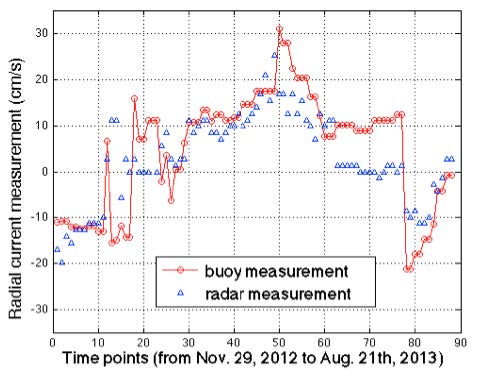 Radial current measurement (cm/s)
30
20
10
0
-10
-20
-30
buoy measurement
radar measurement
0 10 20 30 40 50 60 70 80 90
Time points (from Nov. 29, 2012 to Aug. 21th, 2013)